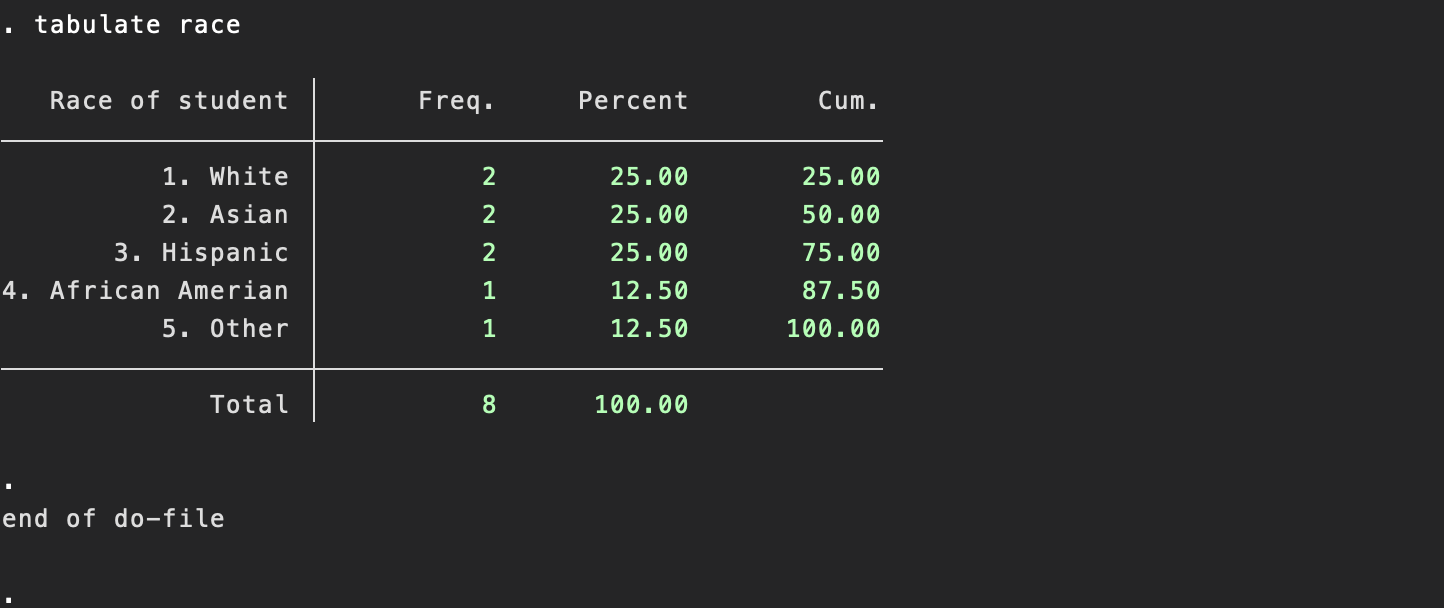 . tabulate race
Race of student Freq. Percent Cum.
1. White 2 25.00 25.00
2. Asian 2 25.00 50.00
3. Hispanic 2 25.00 75.00
4. African Amerian 1 12.50 87.50
5. Other 1 12.50 100.00
Total 8 100.00
.
end of do-file
.